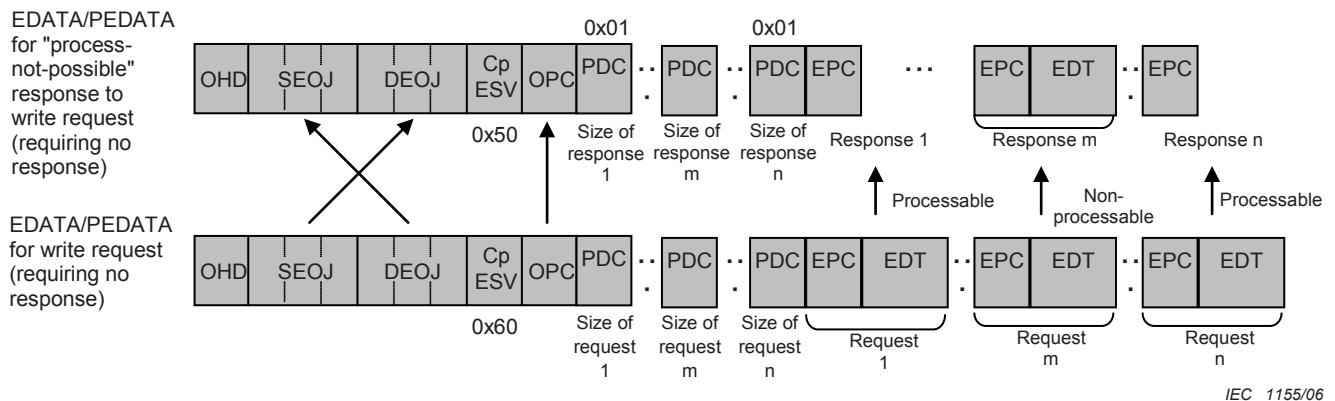 EDATA/PEDATA
for "process-
not-possible"
response to
write request
(requiring no
response)
0x01
0x01
OHD SEOJ DEOJ Cp ESV OPC PDC ·· PDC ·· PDC EPC ··· EPC EDT ·· EPC
0x50
Size of response 1
Size of response m
Size of response n
Response 1
Response m
Response n
Processable
Non-
processable
Processable
EDATA/PEDATA
for write request
(requiring no
response)
OHD SEOJ DEOJ Cp ESV OPC PDC ·· PDC ·· PDC EPC EDT ·· EPC EDT ·· EPC EDT
0x60
Size of request 1
Size of request m
Size of request n
Request 1
Request m
Request n
IEC 1155/06